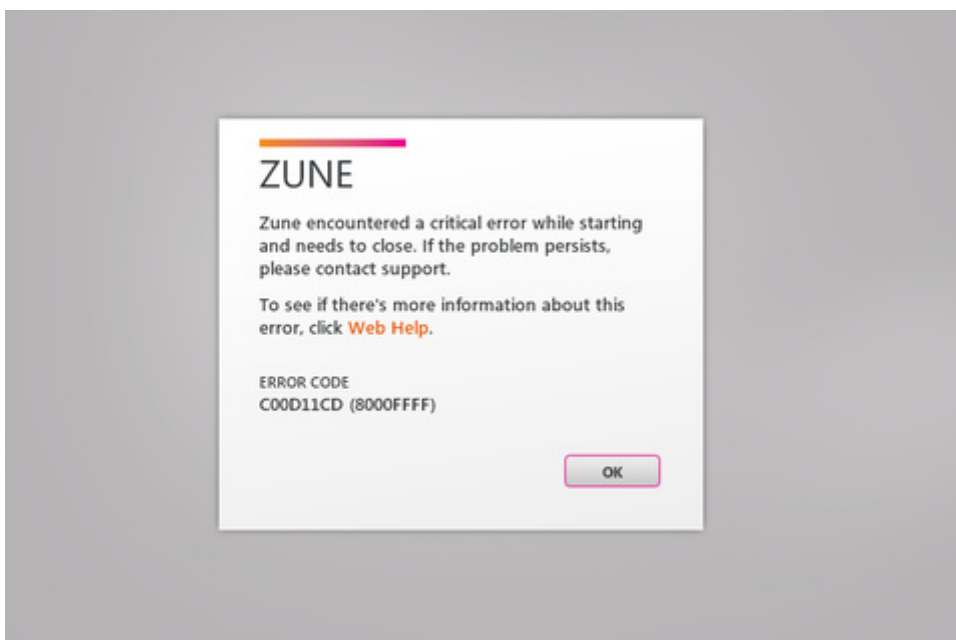 ZUNE
Zune encountered a critical error while starting
and needs to close. If the problem persists,
please contact support.
To see if there's more information about this
error, click Web Help.
ERROR CODE
C00D11CD (8000FFFF)
OK